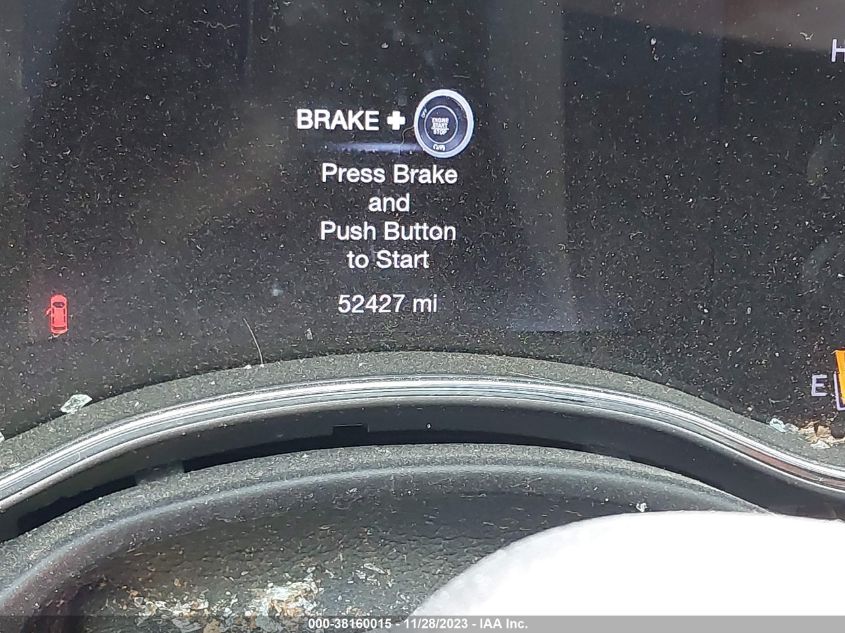 H
BRAKE +
ENGINE
START
STOP
OFF
Press Brake
and
Push Button
to Start
52427 mi
E
000-38160015 - 11/28/2023 - IAA Inc.